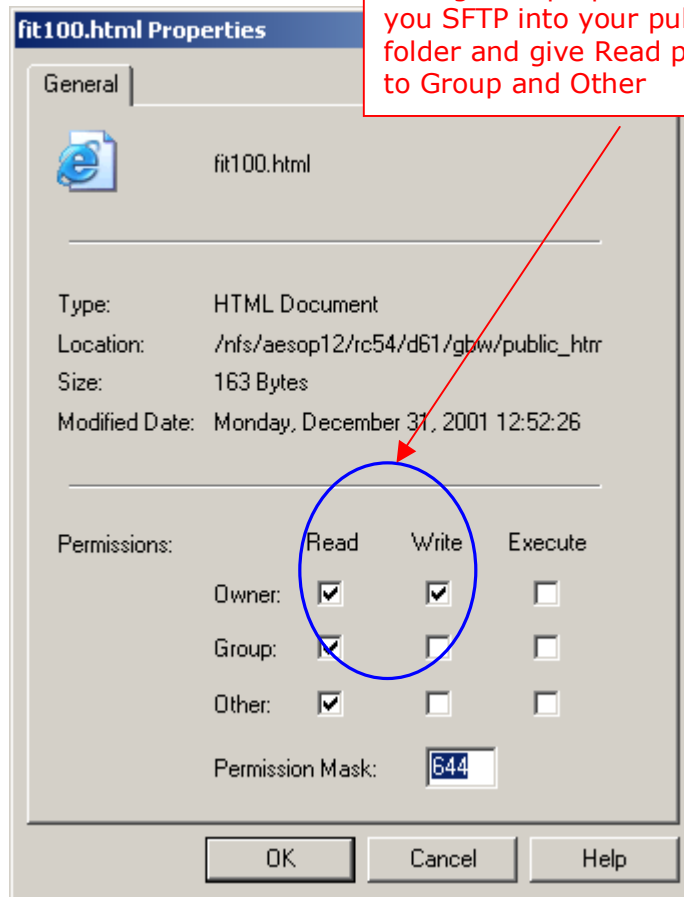 you SFTP into your
folder and give Read
to Group and Other
fit100.html Properties
General
fit100.html
Type: HTML Document
Location: /nfs/aesop12/rc54/d61/gbw/public_htm
Size: 163 Bytes
Modified Date: Monday, December 31, 2001 12:52:26
Permissions: Read Write Execute
Owner:
Group:
Other:
Permission Mask: 644
OK Cancel Help